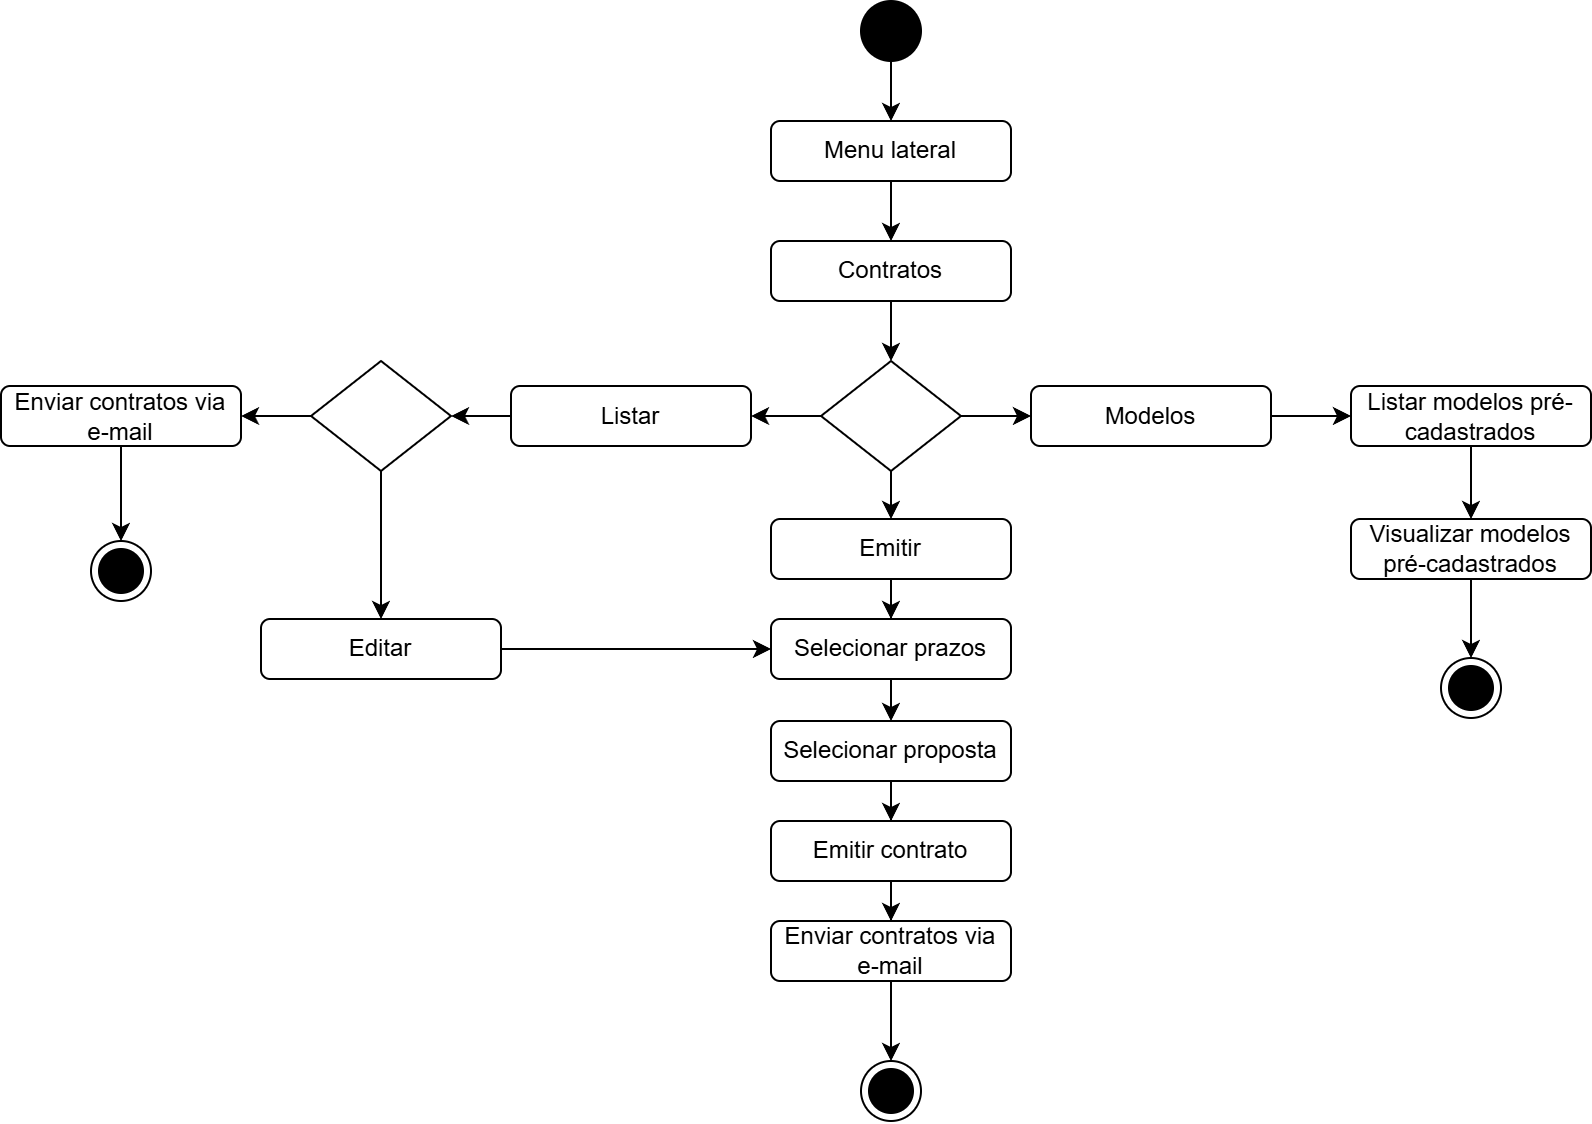 Menu lateral
Contratos
Enviar contratos via
e-mail
Listar
Modelos
Listar modelos pré-
cadastrados
Emitir
Visualizar modelos
pré-cadastrados
Editar
Selecionar prazos
Selecionar proposta
Emitir contrato
Enviar contratos via
e-mail